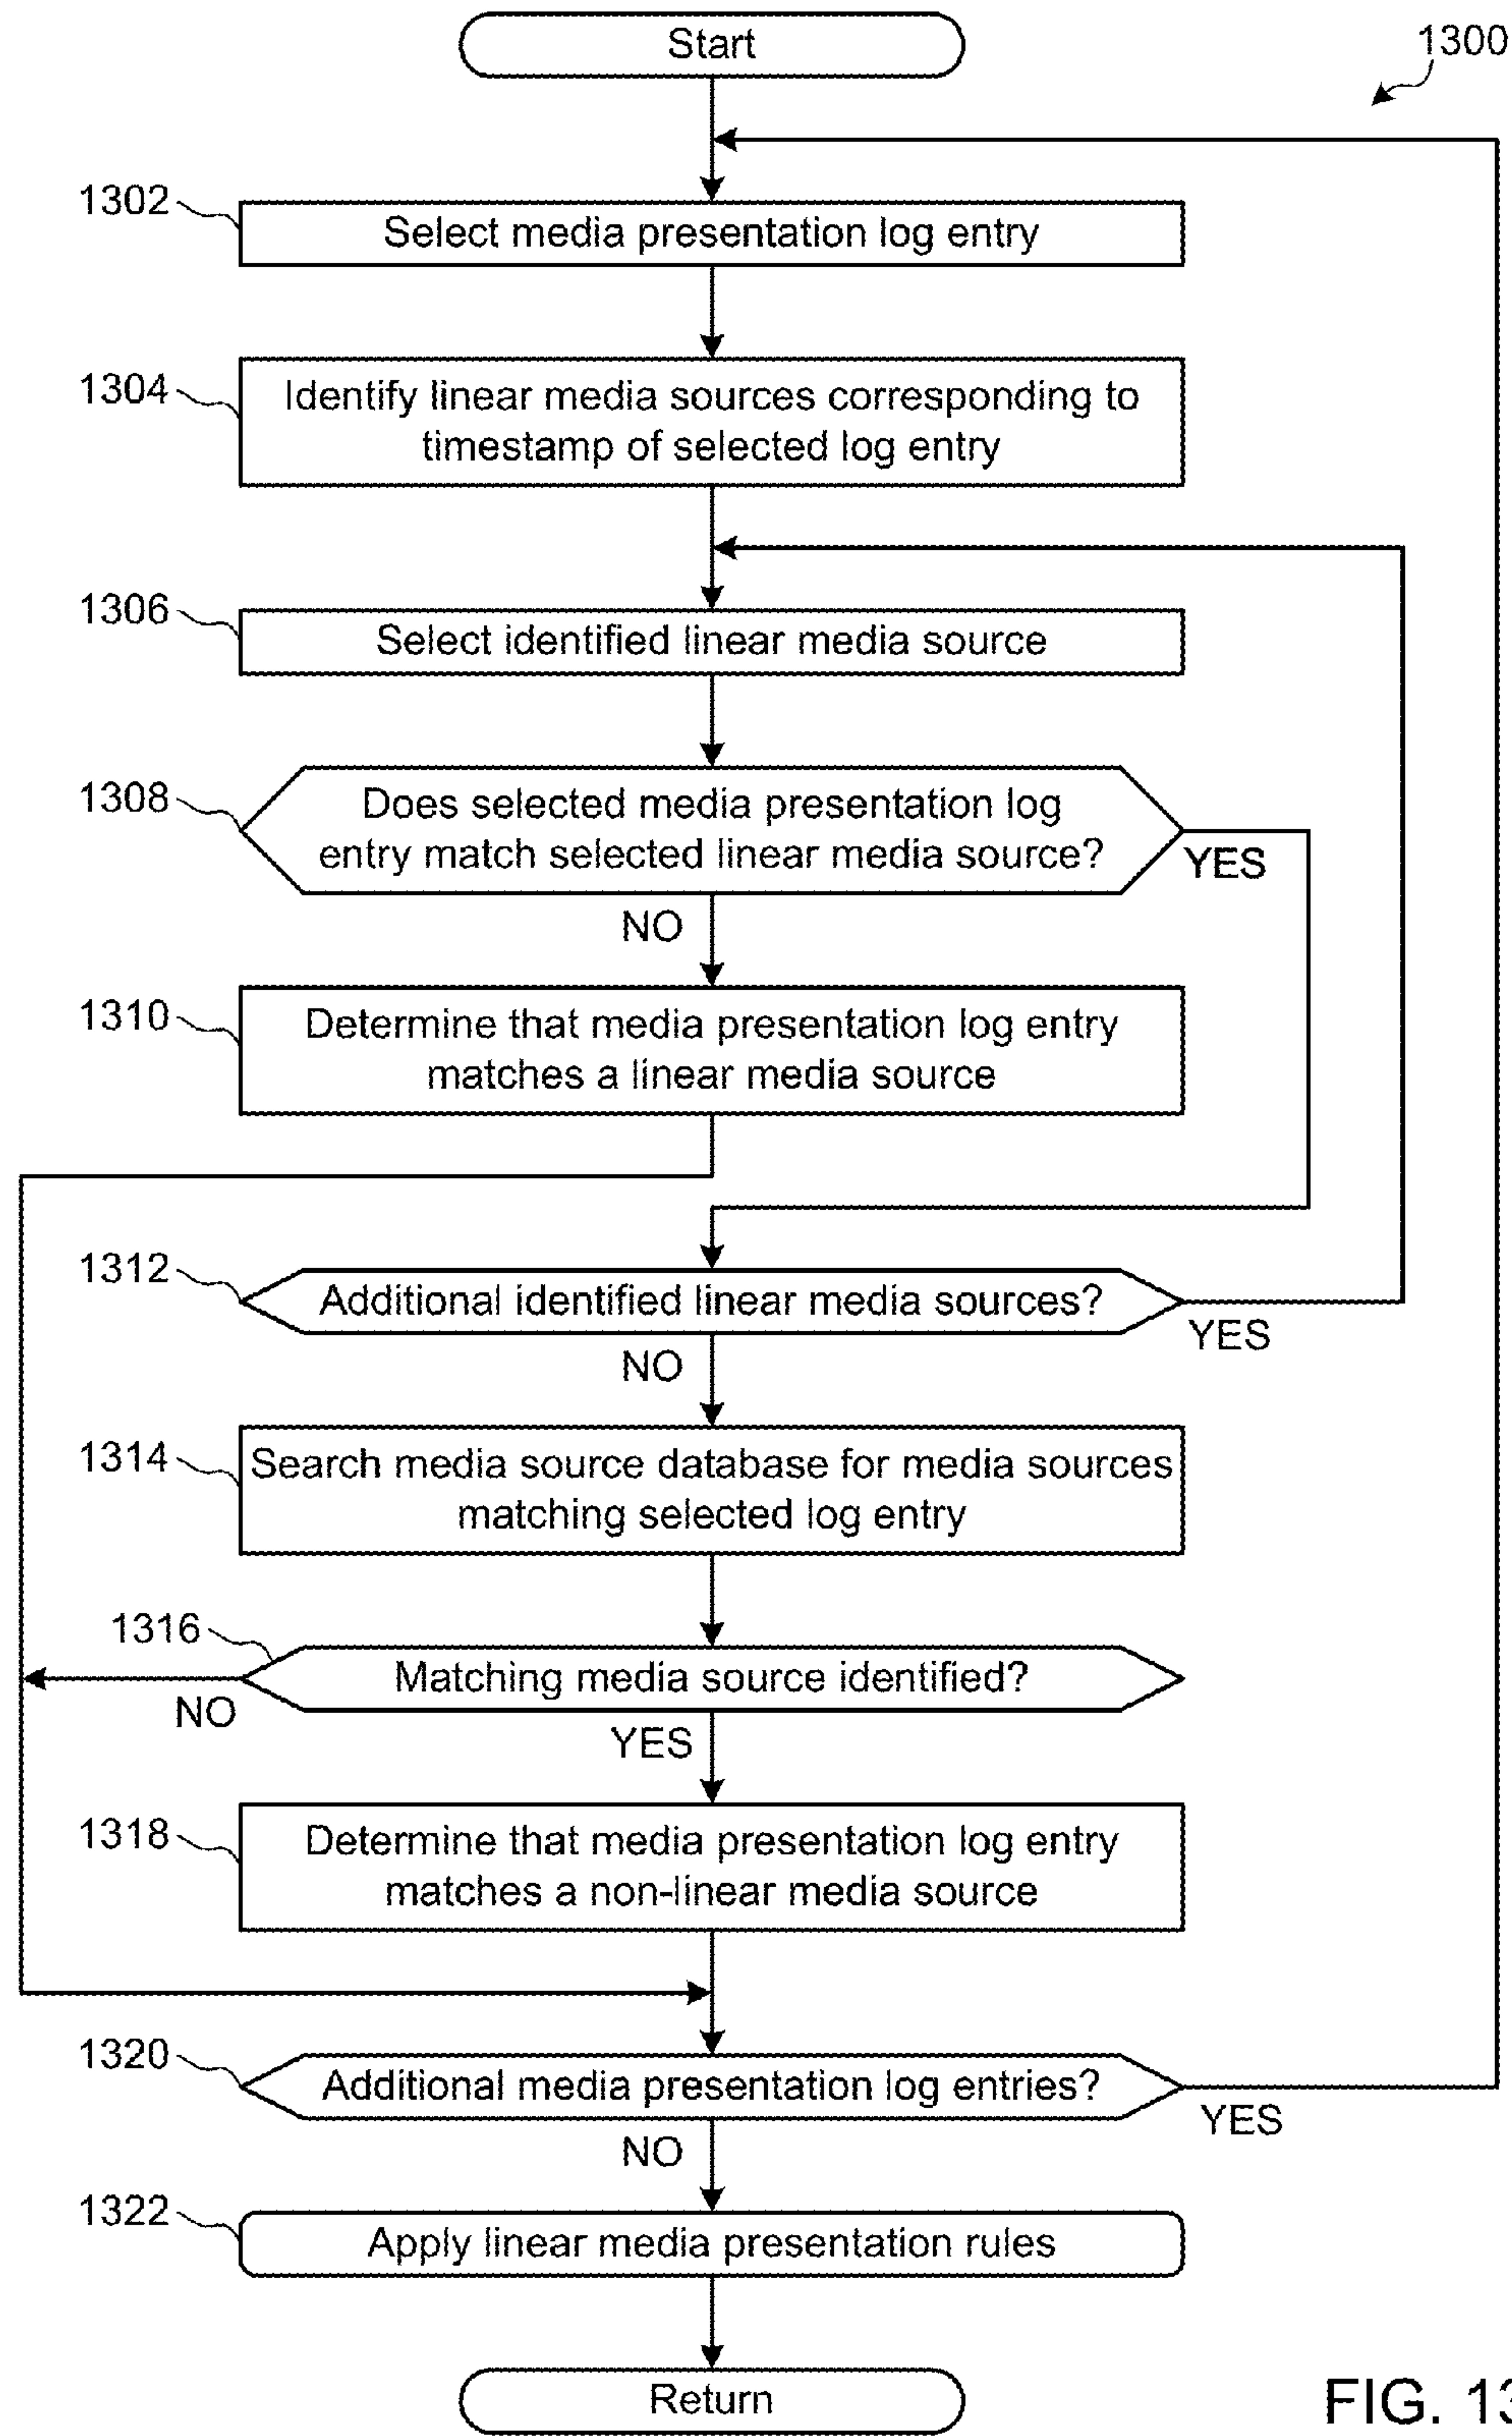 Start
1300
1302
Select media presentation log entry
1304
Identify linear media sources corresponding to
timestamp of selected log entry
1306
Select identified linear media source
1308
Does selected media presentation log
entry match selected linear media source?
YES
NO
1310
Determine that media presentation log entry
matches a linear media source
1312
Additional identified linear media sources?
YES
NO
1314
Search media source database for media sources
matching selected log entry
1316
Matching media source identified?
NO
YES
1318
Determine that media presentation log entry
matches a non-linear media source
1320
Additional media presentation log entries?
YES
NO
1322
Apply linear media presentation rules
Return
FIG. 13